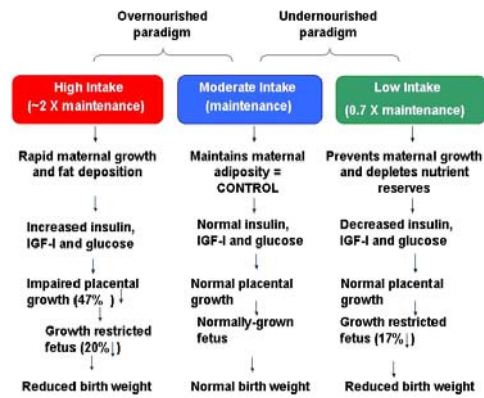 Overnourished
paradigm
Undernourished
paradigm
High Intake
(~2 X maintenance)
Moderate Intake
(maintenance)
Low Intake
(0.7 X maintenance)
Rapid maternal growth
and fat deposition
Maintains maternal
adiposity =
CONTROL
Prevents maternal growth
and depletes nutrient
reserves
Increased insulin,
IGF-I and glucose
Normal insulin,
IGF-I and glucose
Decreased insulin,
IGF-I and glucose
Impaired placental
growth (47% ↓)
Normal placental
growth
Normal placental
growth
Growth restricted
fetus (20%↓)
Normally-grown
fetus
Growth restricted
fetus (17%↓)
Reduced birth weight
Normal birth weight
Reduced birth weight